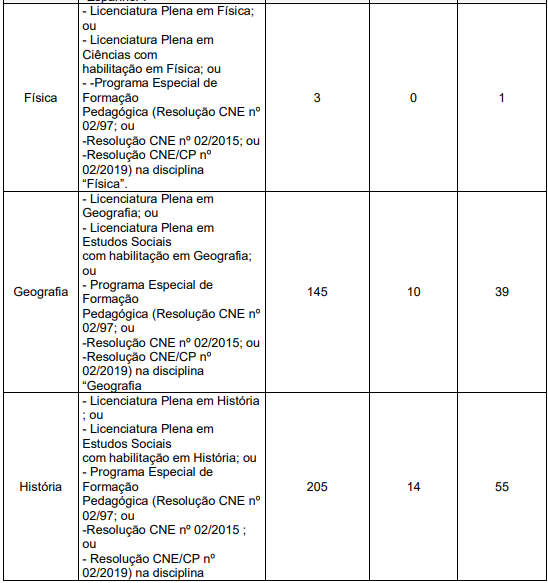 - Licenciatura Plena em Física;
ou
- Licenciatura Plena em
Ciências com
habilitação em Física; ou
- -Programa Especial de
Formação
Pedagógica (Resolução CNE nº
02/97; ou
-Resolução CNE nº 02/2015; ou
-Resolução CNE/CP nº
02/2019) na disciplina
“Física”.
Física
3
0
1
- Licenciatura Plena em
Geografia; ou
- Licenciatura Plena em
Estudos Sociais
com habilitação em Geografia;
ou
- Programa Especial de
Formação
Pedagógica (Resolução CNE nº
02/97; ou
-Resolução CNE nº 02/2015; ou
-Resolução CNE/CP nº
02/2019) na disciplina
“Geografia
Geografia
145
10
39
- Licenciatura Plena em História
; ou
- Licenciatura Plena em
Estudos Sociais
com habilitação em História; ou
- Programa Especial de
Formação
Pedagógica (Resolução CNE nº
02/97; ou
-Resolução CNE nº 02/2015 ;
ou
- Resolução CNE/CP nº
02/2019) na disciplina
História
205
14
55